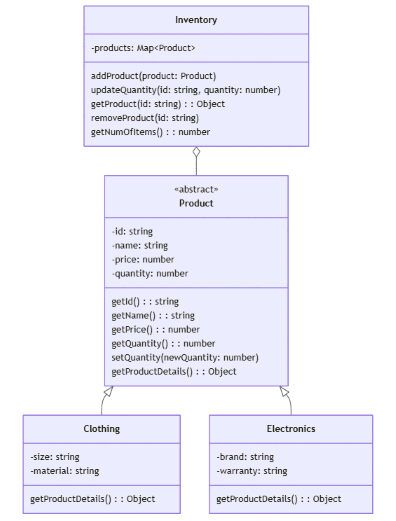 Inventory
-products: Map<Product>
addProduct(product: Product)
updateQuantity(id: string, quantity: number)
getProduct(id: string) : : Object
removeProduct(id: string)
getNumOfItems() : : number
«abstract»
Product
-id: string
-name: string
-price: number
-quantity: number
getId() : : string
getName() : : string
getPrice() : : number
getQuantity() : : number
setQuantity(newQuantity: number)
getProductDetails() : : Object
Clothing
-size: string
-material: string
getProductDetails() : : Object
Electronics
-brand: string
-warranty: string
getProductDetails() : : Object